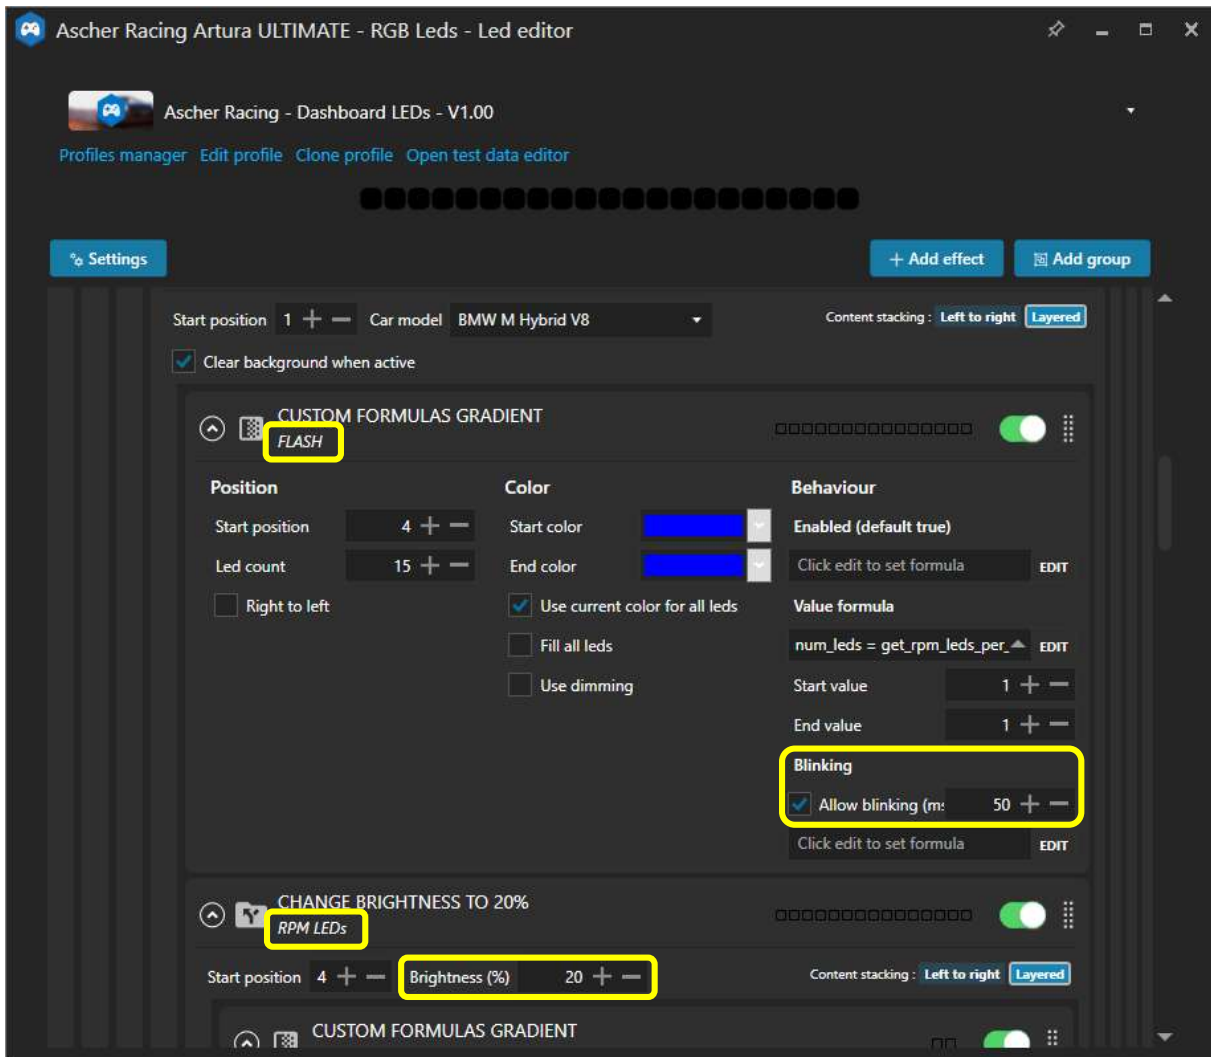 Ascher Racing Artura ULTIMATE - RGB Leds - Led editor
Ascher Racing - Dashboard LEDs - V1.00
Profiles manager Edit profile Clone profile Open test data editor
Settings + Add effect Add group
Start position 1 + − Car model BMW M Hybrid V8 Content stacking : Left to right Layered
Clear background when active
CUSTOM FORMULAS GRADIENT
FLASH
Position Color Behaviour
Start position 4 + − Start color Enabled (default true)
Led count 15 + − End color Click edit to set formula EDIT
Right to left Use current color for all leds Value formula
Fill all leds num_leds = get_rpm_leds_per_ EDIT
Use dimming Start value 1 + −
End value 1 + −
Blinking
Allow blinking (ms 50 + −
Click edit to set formula EDIT
CHANGE BRIGHTNESS TO 20%
RPM LEDs
Start position 4 + − Brightness (%) 20 + − Content stacking : Left to right Layered
CUSTOM FORMULAS GRADIENT